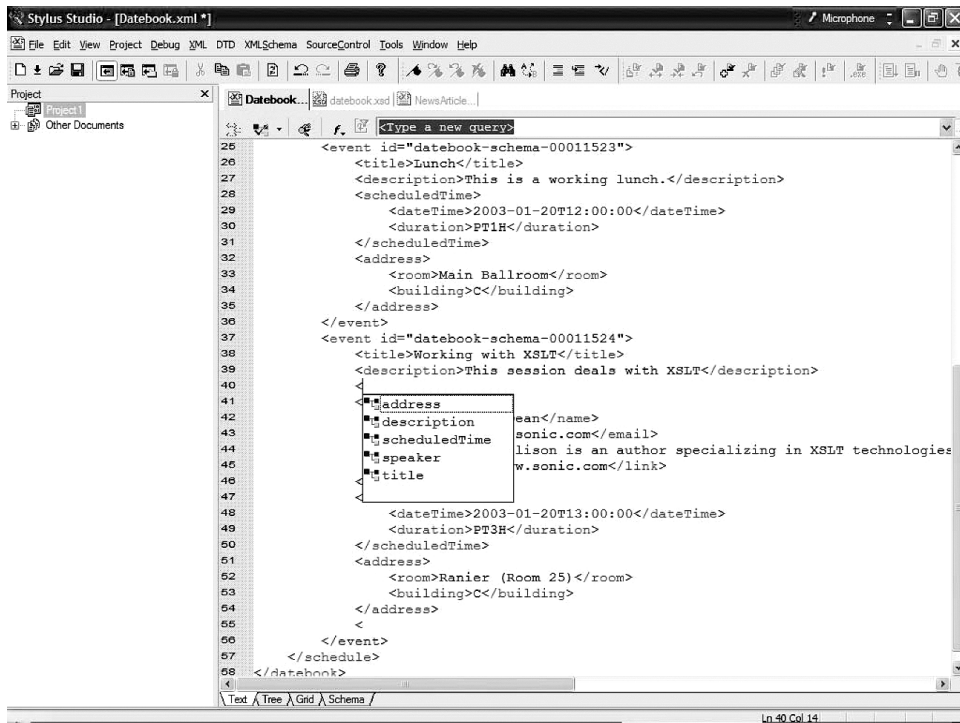 Stylus Studio - [Datebook.xml *]
Microphone
File Edit View Project Debug XML DTD XMLSchema SourceControl Tools Window Help
Project
Project1
Other Documents
Datebook... datebook.xsd NewsArticle...
<Type a new query>
25 <event id="datebook-schema-00011523">
26 <title>Lunch</title>
27 <description>This is a working lunch.</description>
28 <scheduledTime>
29 <dateTime>2003-01-20T12:00:00</dateTime>
30 <duration>PT1H</duration>
31 </scheduledTime>
32 <address>
33 <room>Main Ballroom</room>
34 <building>C</building>
35 </address>
36 </event>
37 <event id="datebook-schema-00011524">
38 <title>Working with XSLT</title>
39 <description>This session deals with XSLT</description>
40 <
41 <
address
42 ean</name>
description
43 sonic.com</email>
scheduledTime
44 lison is an author specializing in XSLT technologies
speaker
45 w.sonic.com</link>
title
46 <
47 <
48 <dateTime>2003-01-20T13:00:00</dateTime>
49 <duration>PT3H</duration>
50 </scheduledTime>
51 <address>
52 <room>Ranier (Room 25)</room>
53 <building>C</building>
54 </address>
55 <
56 </event>
57 </schedule>
58 </datebook>
Text Tree Grid Schema
Ln 40 Col 14